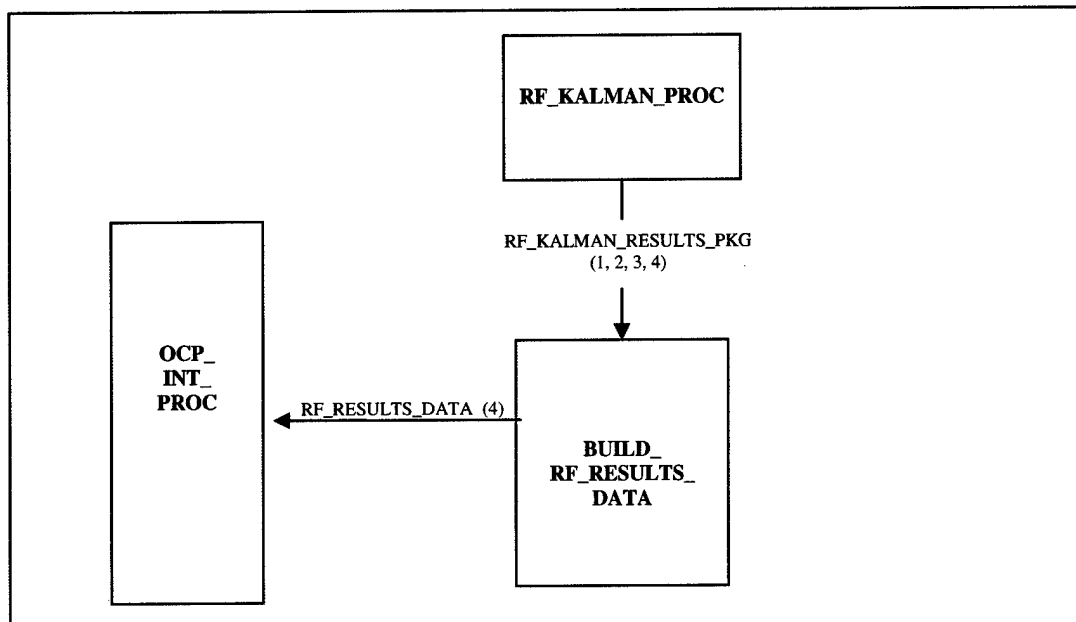 RF_KALMAN_PROC
RF_KALMAN_RESULTS_PKG
(1, 2, 3, 4)
OCP_
INT_
PROC
RF_RESULTS_DATA (4)
BUILD_
RF_RESULTS_
DATA